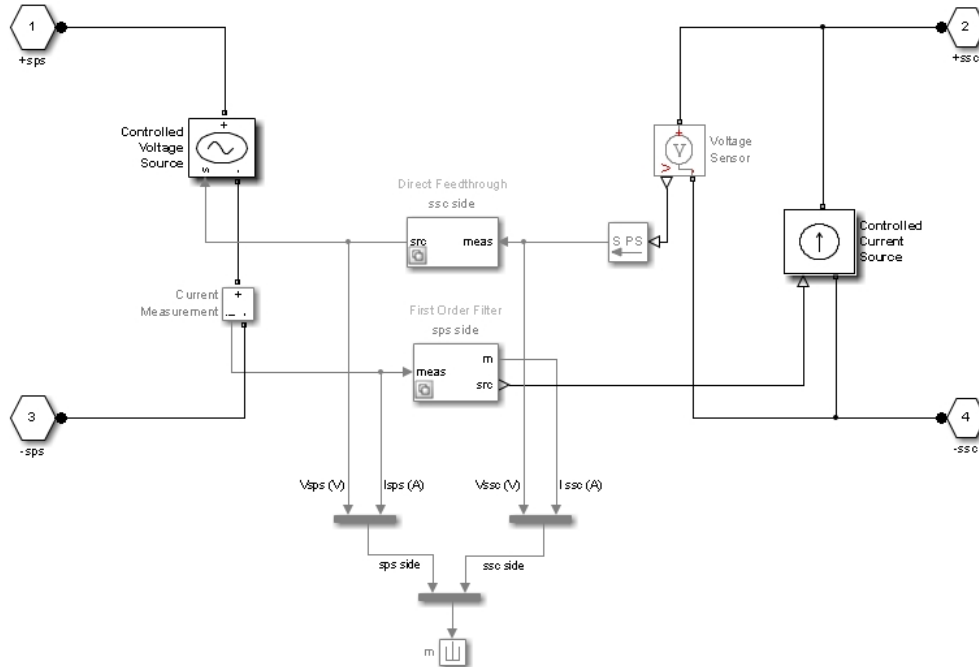 1
+sps
2
+ssc
Controlled
Voltage
Source
+
s
-
Voltage
Sensor
+
V
V
-
Direct Feedthrough
ssc side
src
meas
S PS
Controlled
Current
Source
Current
Measurement
+
i
-
First Order Filter
sps side
meas
m
src
3
-sps
4
-ssc
Vsps (V)
Isps (A)
Vssc (V)
I ssc (A)
sps side
ssc side
m